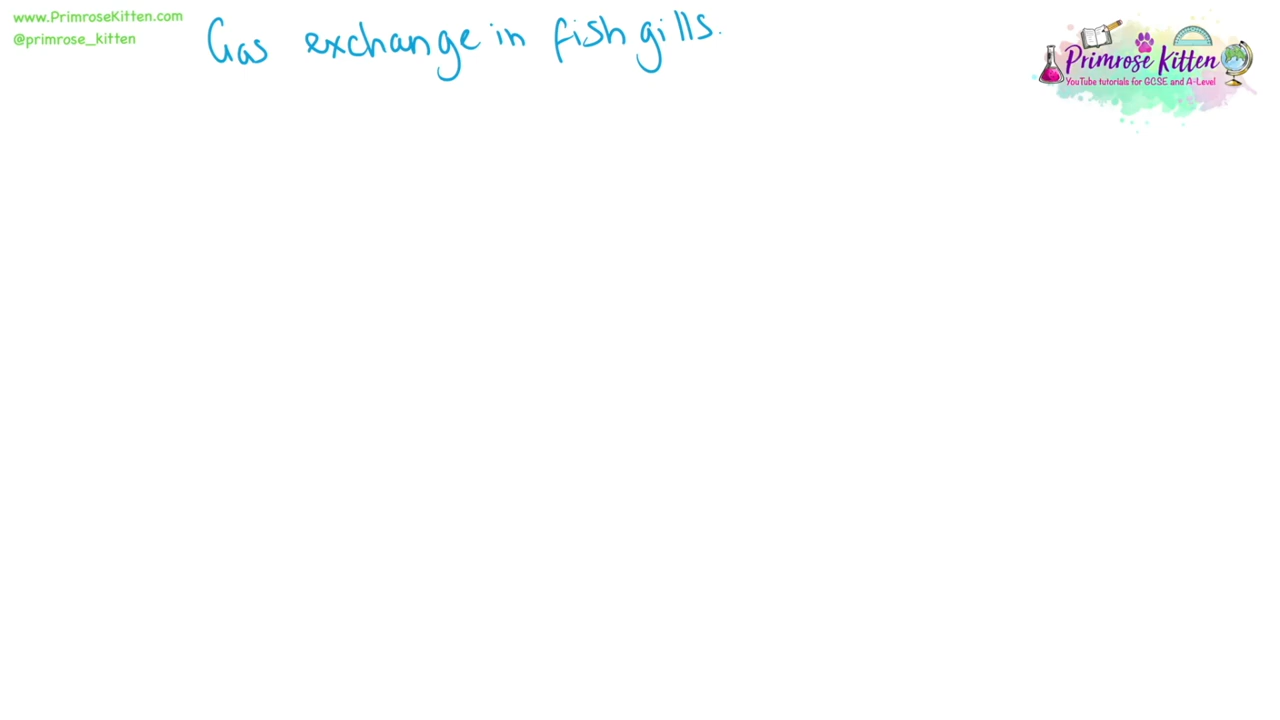 www.PrimroseKitten.com
@primrose_kitten
Gas exchange in fish gills.
Primrose Kitten
YouTube tutorials for GCSE and A-Level